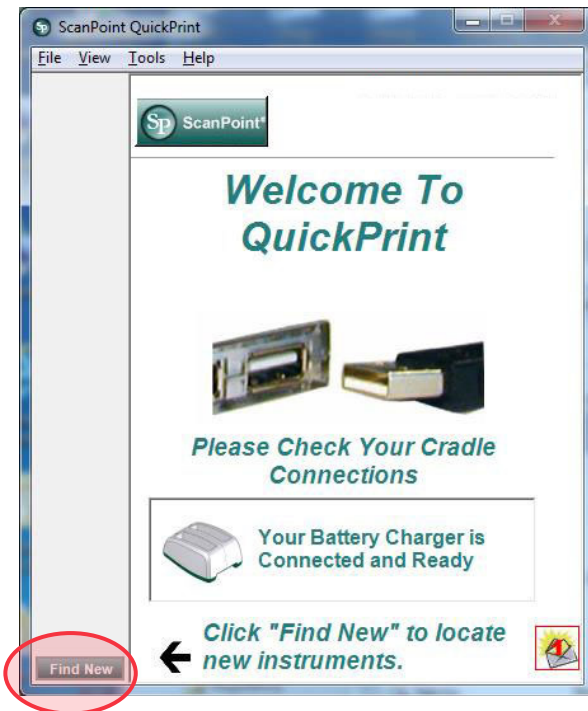 ScanPoint QuickPrint
File View Tools Help
Sp ScanPoint®
Welcome To
QuickPrint
Please Check Your Cradle
Connections
Your Battery Charger is
Connected and Ready
Click "Find New" to locate
new instruments.
Find New